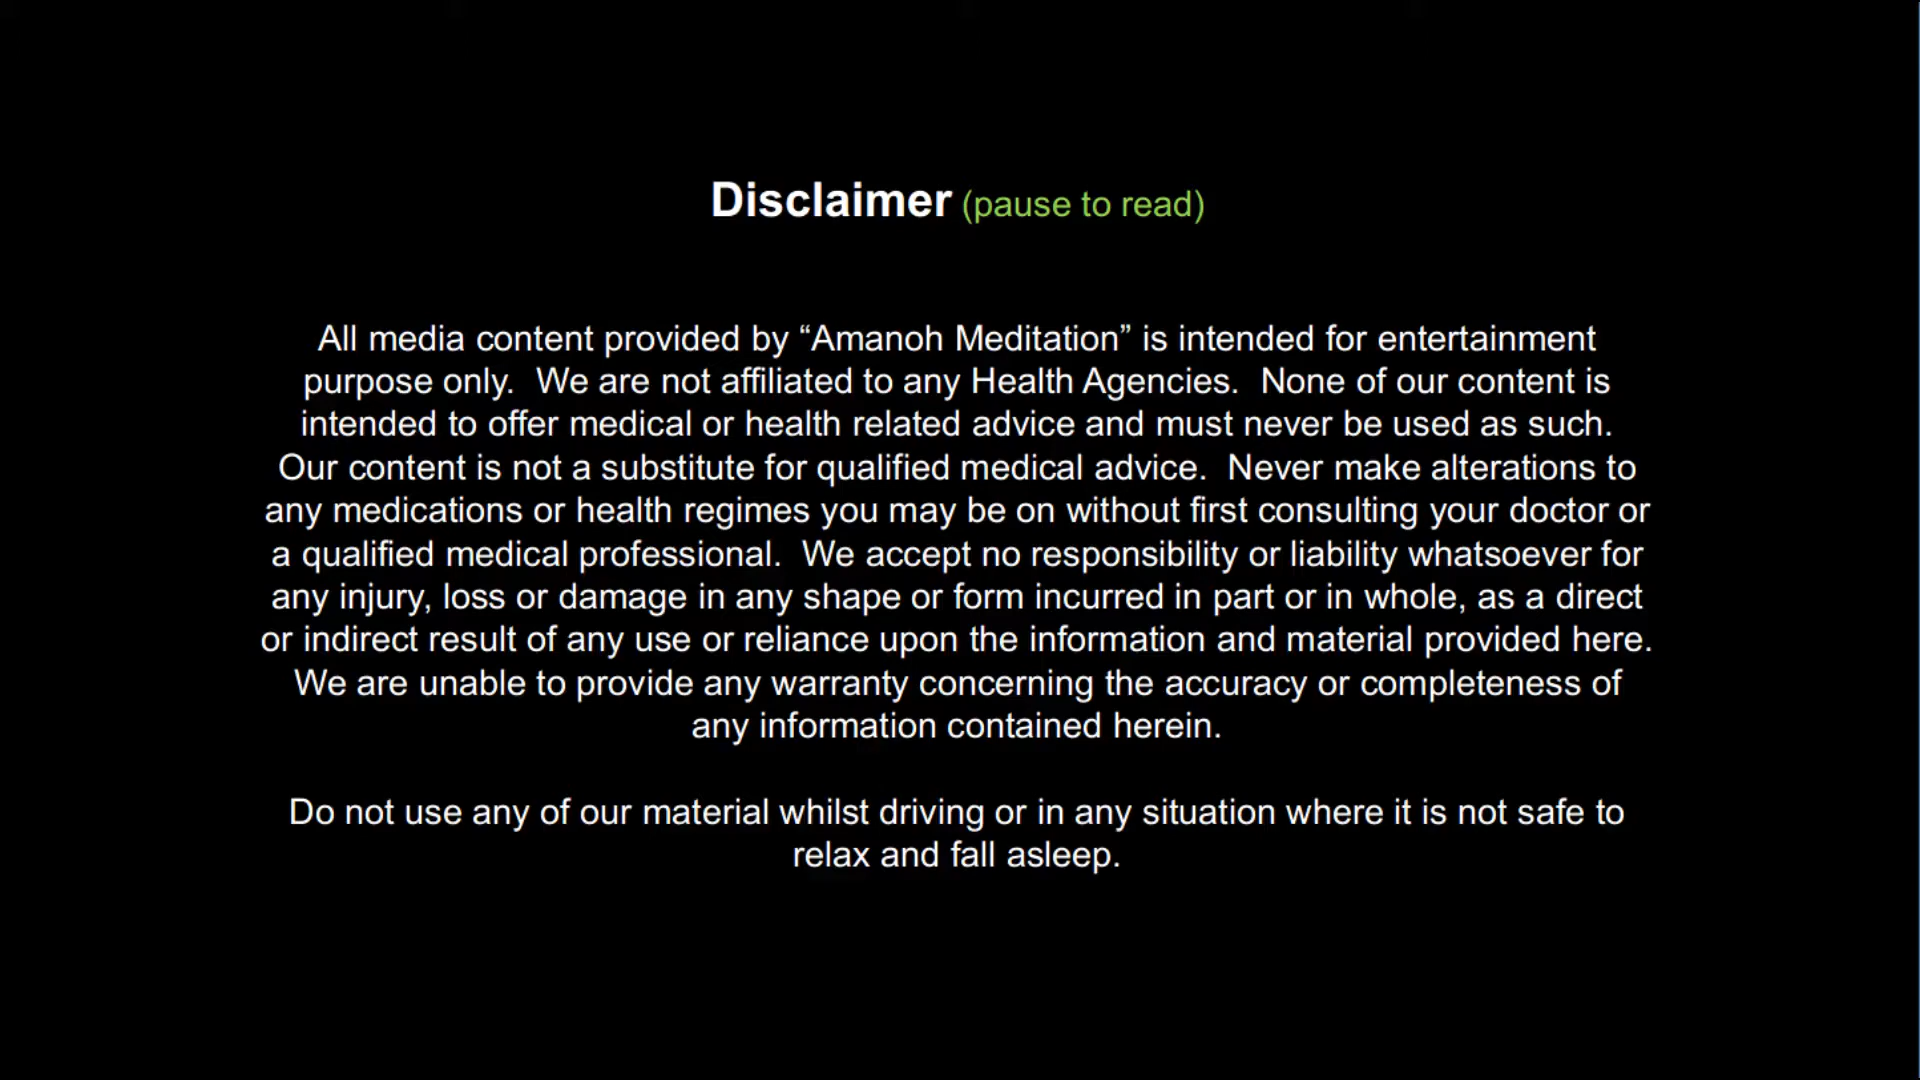 Disclaimer (pause to read)
All media content provided by “Amanoh Meditation” is intended for entertainment
purpose only.  We are not affiliated to any Health Agencies.  None of our content is
intended to offer medical or health related advice and must never be used as such.
Our content is not a substitute for qualified medical advice.  Never make alterations to
any medications or health regimes you may be on without first consulting your doctor or
a qualified medical professional.  We accept no responsibility or liability whatsoever for
any injury, loss or damage in any shape or form incurred in part or in whole, as a direct
or indirect result of any use or reliance upon the information and material provided here.
We are unable to provide any warranty concerning the accuracy or completeness of
any information contained herein.
Do not use any of our material whilst driving or in any situation where it is not safe to
relax and fall asleep.